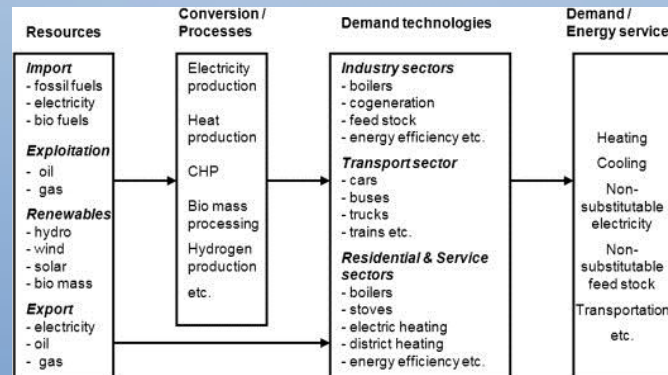 Resources
Import
- fossil fuels
- electricity
- bio fuels
Exploitation
- oil
- gas
Renewables
- hydro
- wind
- solar
- bio mass
Export
- electricity
- oil
- gas
Conversion /
Processes
Electricity
production
Heat
production
CHP
Bio mass
processing
Hydrogen
production
etc.
Demand technologies
Industry sectors
- boilers
- cogeneration
- feed stock
- energy efficiency etc.
Transport sector
- cars
- buses
- trucks
- trains etc.
Residential & Service
sectors
- boilers
- stoves
- electric heating
- district heating
- energy efficiency etc.
Demand /
Energy service
Heating
Cooling
Non-
substitutable
electricity
Non-
substitutable
feed stock
Transportation
etc.